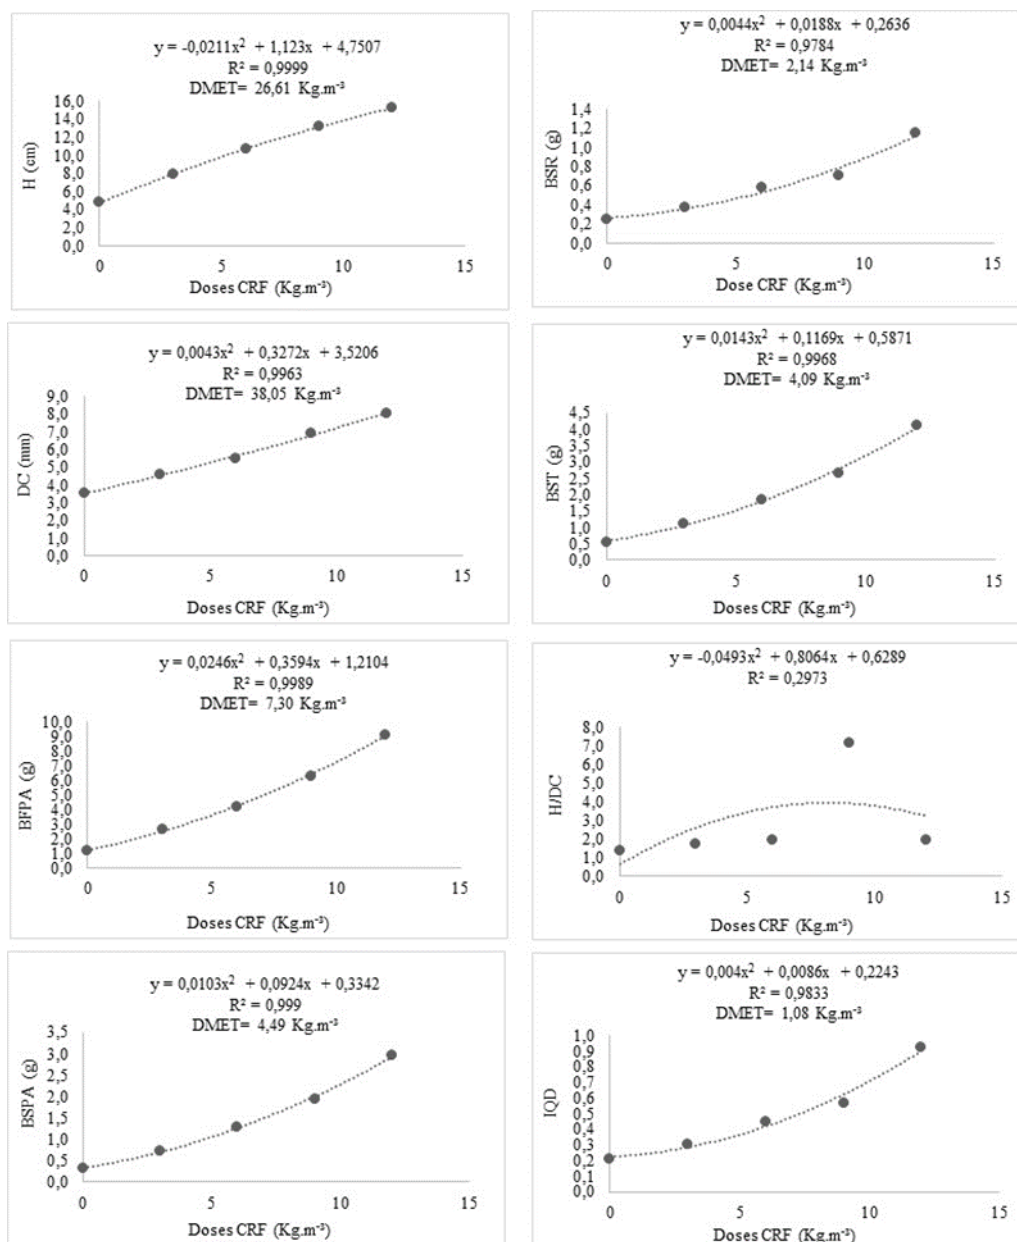 y = -0,0211x² + 1,123x + 4,7507
R² = 0,9999
DMET= 26,61 Kg.m⁻³
16,0
14,0
12,0
10,0
8,0
6,0
4,0
2,0
0,0
H (cm)
0 5 10 15
Doses CRF (Kg.m⁻³)
y = 0,0044x² + 0,0188x + 0,2636
R² = 0,9784
DMET= 2,14 Kg.m⁻³
1,4
1,2
1,0
0,8
0,6
0,4
0,2
0,0
BSR (g)
0 5 10 15
Dose CRF (Kg.m⁻³)
y = 0,0043x² + 0,3272x + 3,5206
R² = 0,9963
DMET= 38,05 Kg.m⁻³
9,0
8,0
7,0
6,0
5,0
4,0
3,0
2,0
1,0
0,0
DC (mm)
0 5 10 15
Doses CRF (Kg.m⁻³)
y = 0,0143x² + 0,1169x + 0,5871
R² = 0,9968
DMET= 4,09 Kg.m⁻³
4,5
4,0
3,5
3,0
2,5
2,0
1,5
1,0
0,5
0,0
BST (g)
0 5 10 15
Doses CRF (Kg.m⁻³)
y = 0,0246x² + 0,3594x + 1,2104
R² = 0,9989
DMET= 7,30 Kg.m⁻³
10,0
9,0
8,0
7,0
6,0
5,0
4,0
3,0
2,0
1,0
0,0
BFPA (g)
0 5 10 15
Doses CRF (Kg.m⁻³)
y = -0,0493x² + 0,8064x + 0,6289
R² = 0,2973
8,0
7,0
6,0
5,0
4,0
3,0
2,0
1,0
0,0
H/DC
0 5 10 15
Doses CRF (Kg.m⁻³)
y = 0,0103x² + 0,0924x + 0,3342
R² = 0,999
DMET= 4,49 Kg.m⁻³
3,5
3,0
2,5
2,0
1,5
1,0
0,5
0,0
BSPA (g)
0 5 10 15
Doses CRF (Kg.m⁻³)
y = 0,004x² + 0,0086x + 0,2243
R² = 0,9833
DMET= 1,08 Kg.m⁻³
1,0
0,9
0,8
0,7
0,6
0,5
0,4
0,3
0,2
0,1
0,0
IQD
0 5 10 15
Doses CRF (Kg.m⁻³)